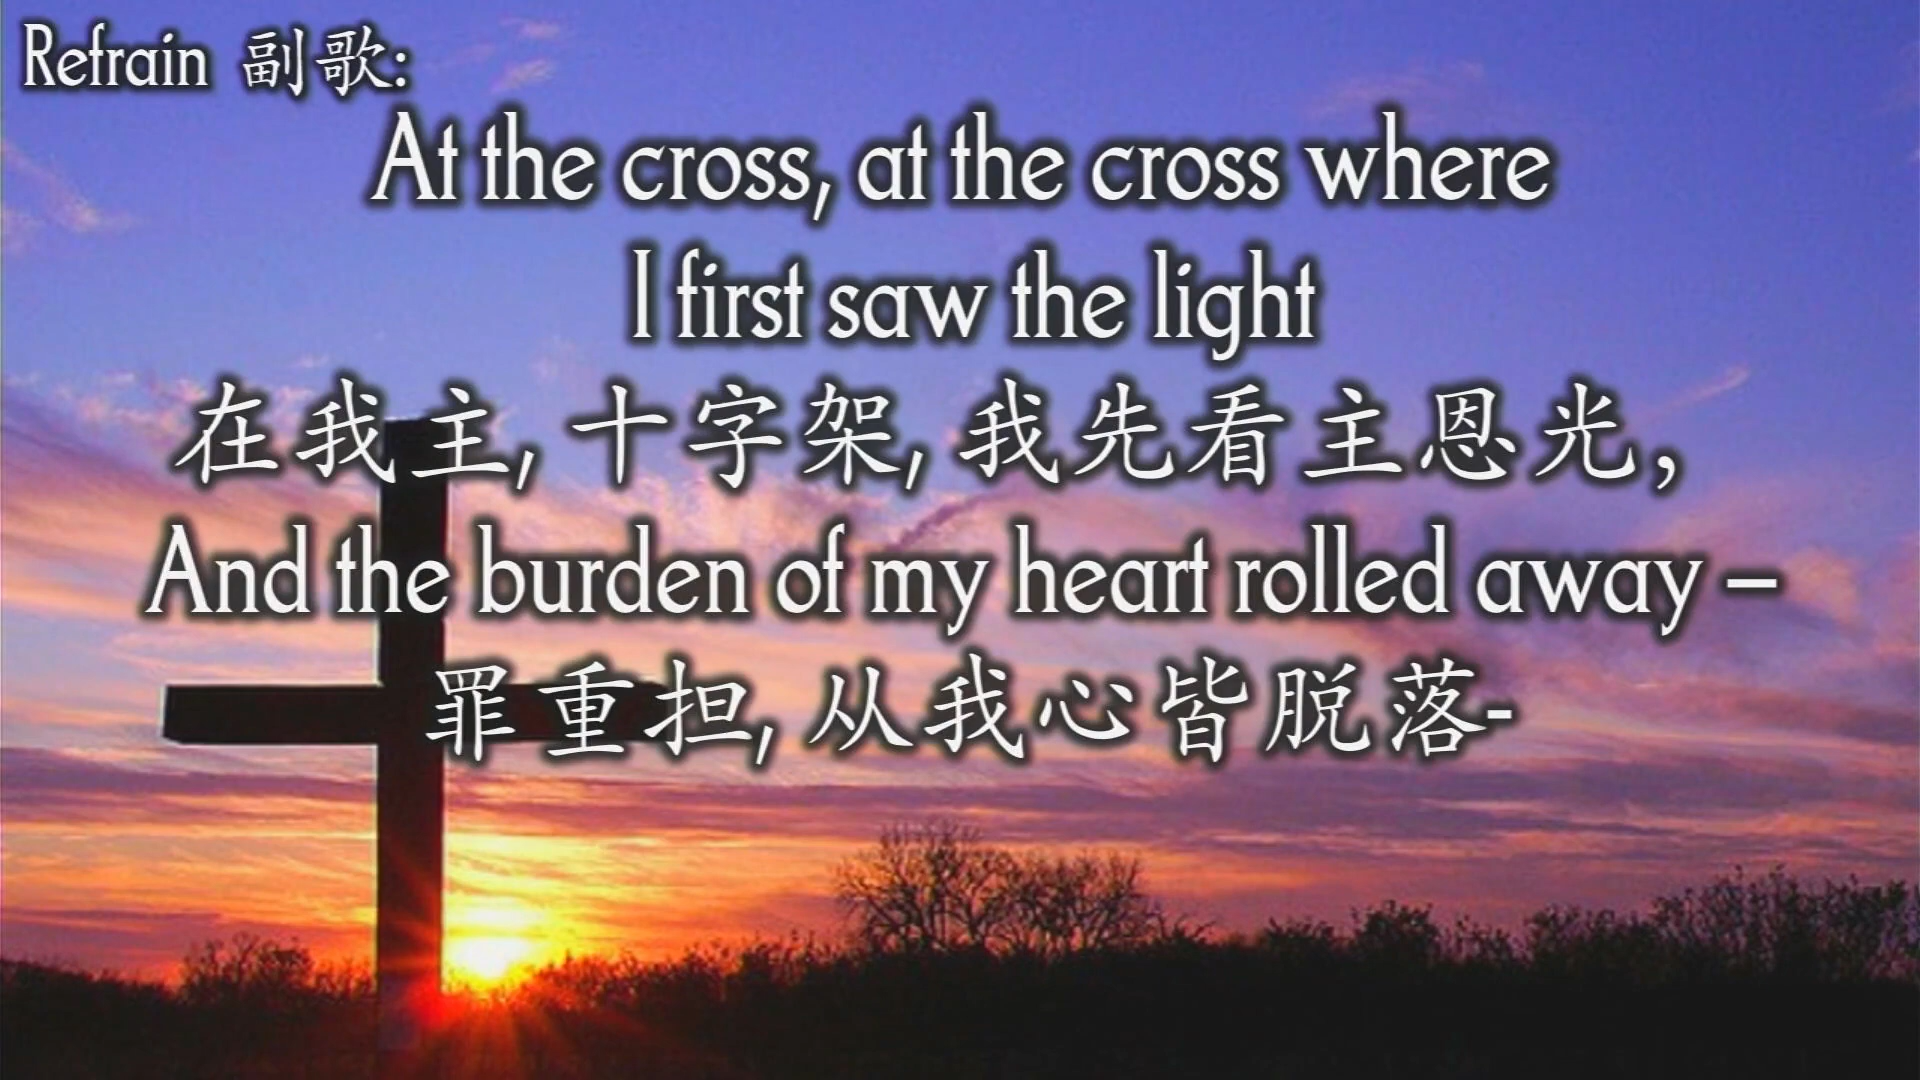 Refrain 副歌:
At the cross, at the cross where
I first saw the light
在我主, 十字架, 我先看主恩光,
And the burden of my heart rolled away –
罪重担, 从我心皆脱落-